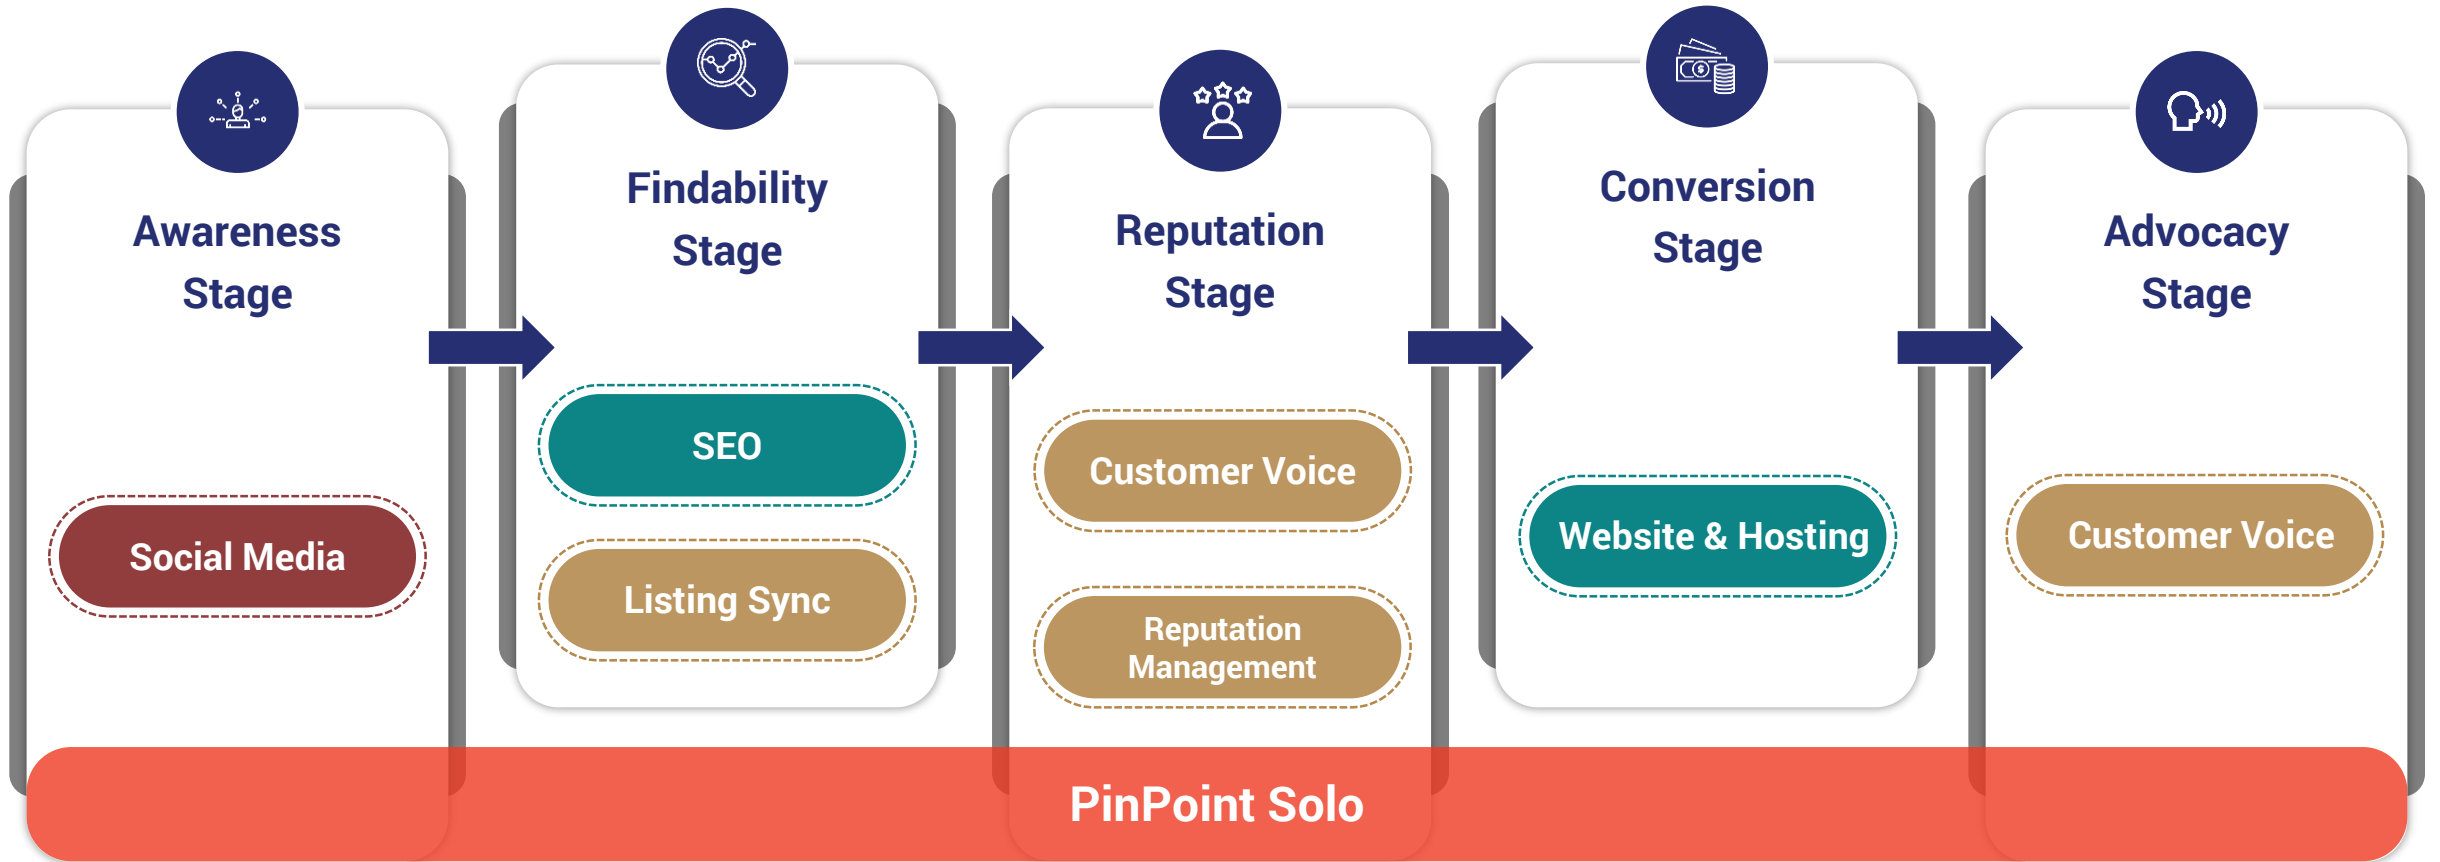 Awareness
Stage
Social Media
Findability
Stage
SEO
Listing Sync
Reputation
Stage
Customer Voice
Reputation
Management
Conversion
Stage
Website & Hosting
Advocacy
Stage
Customer Voice
PinPoint Solo